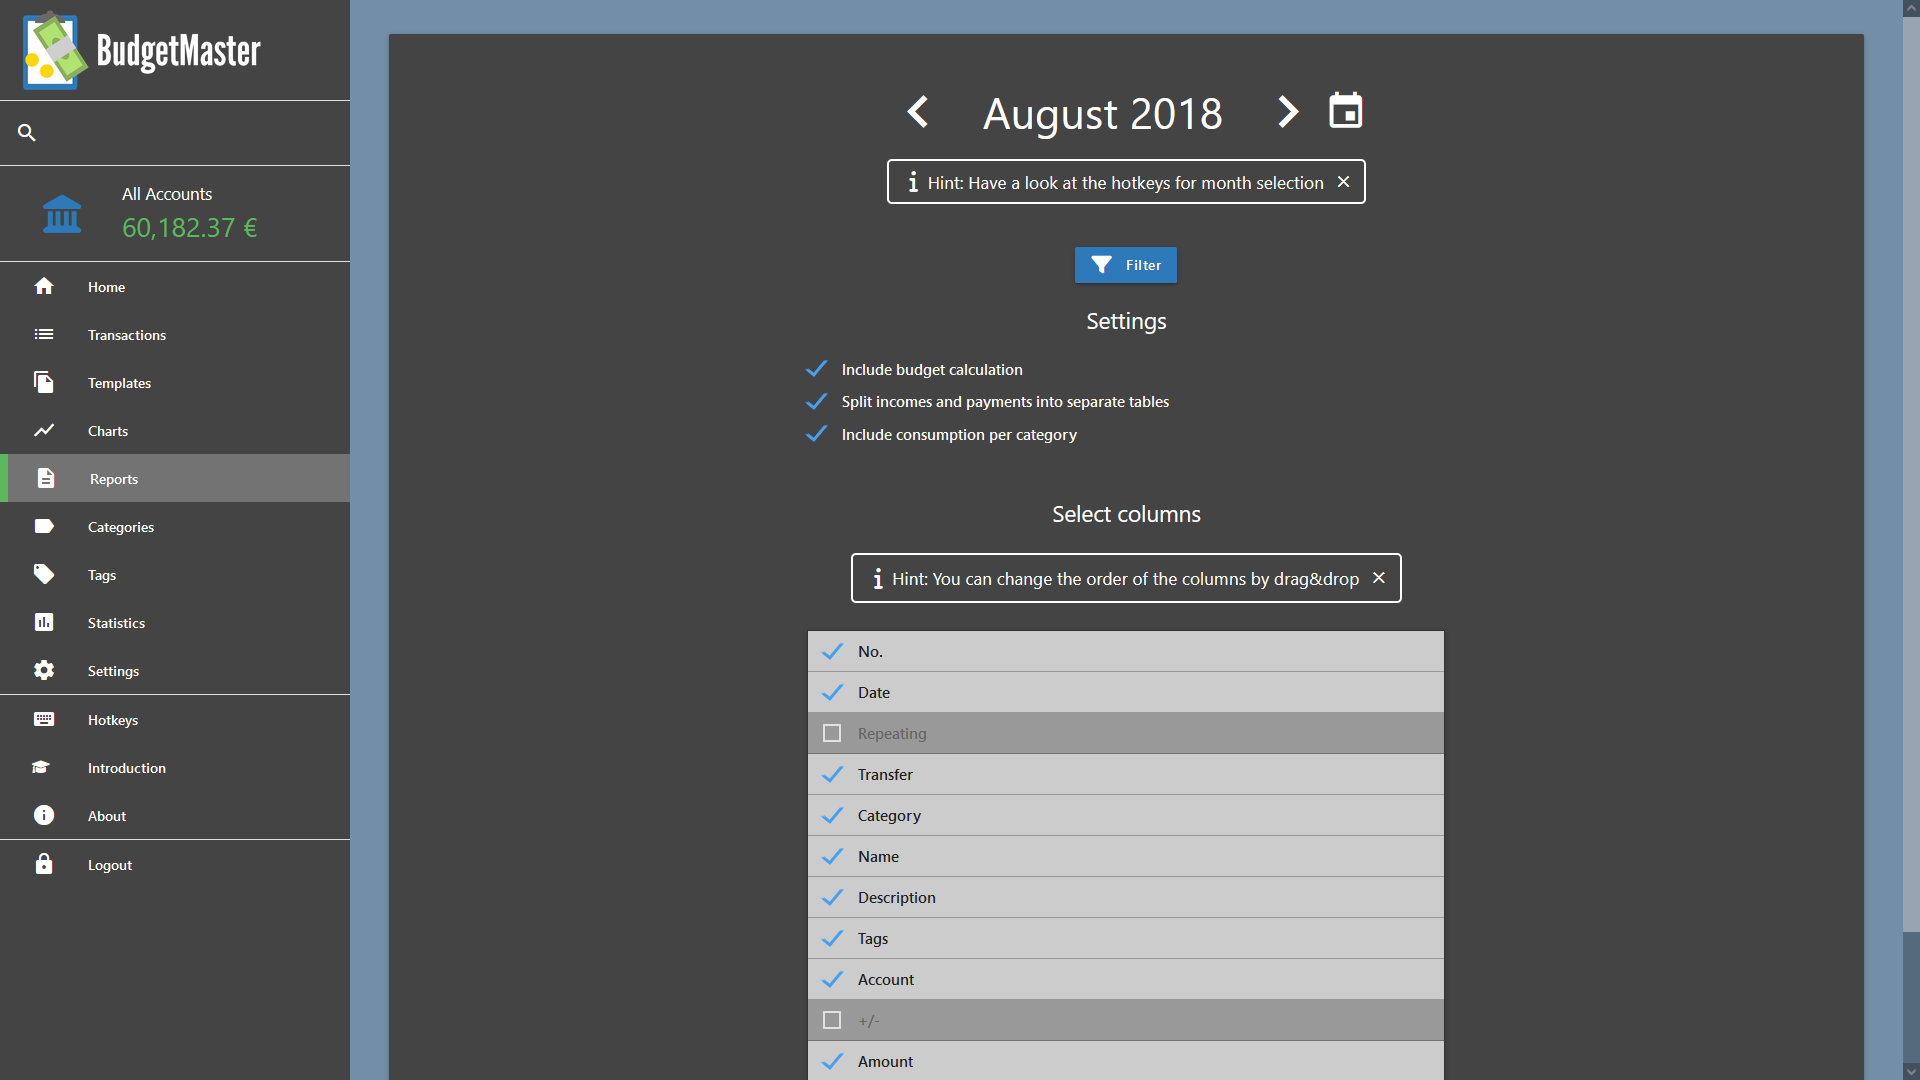 BudgetMaster
All Accounts
60,182.37 €
Home
Transactions
Templates
Charts
Reports
Categories
Tags
Statistics
Settings
Hotkeys
Introduction
About
Logout
August 2018
Hint: Have a look at the hotkeys for month selection
Filter
Settings
Include budget calculation
Split incomes and payments into separate tables
Include consumption per category
Select columns
Hint: You can change the order of the columns by drag&drop
No.
Date
Repeating
Transfer
Category
Name
Description
Tags
Account
+/-
Amount